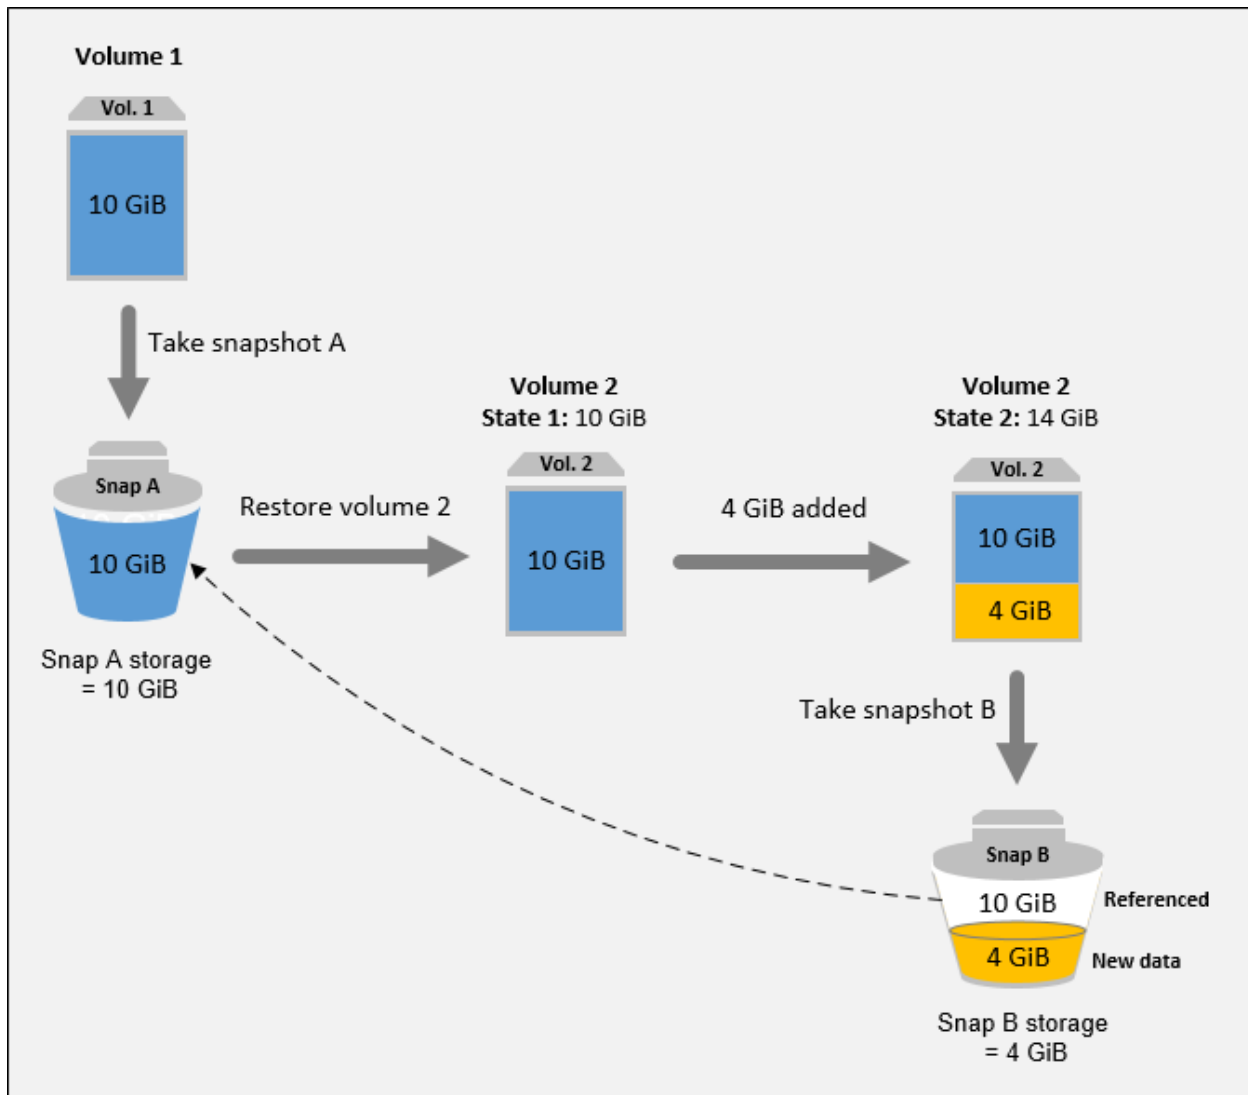 Volume 1
Vol. 1
10 GiB
Take snapshot A
Snap A
10 GiB
10 GiB
Snap A storage
= 10 GiB
Restore volume 2
Volume 2
State 1: 10 GiB
Vol. 2
10 GiB
4 GiB added
Volume 2
State 2: 14 GiB
Vol. 2
10 GiB
4 GiB
Take snapshot B
Snap B
10 GiB
Referenced
4 GiB
New data
Snap B storage
= 4 GiB